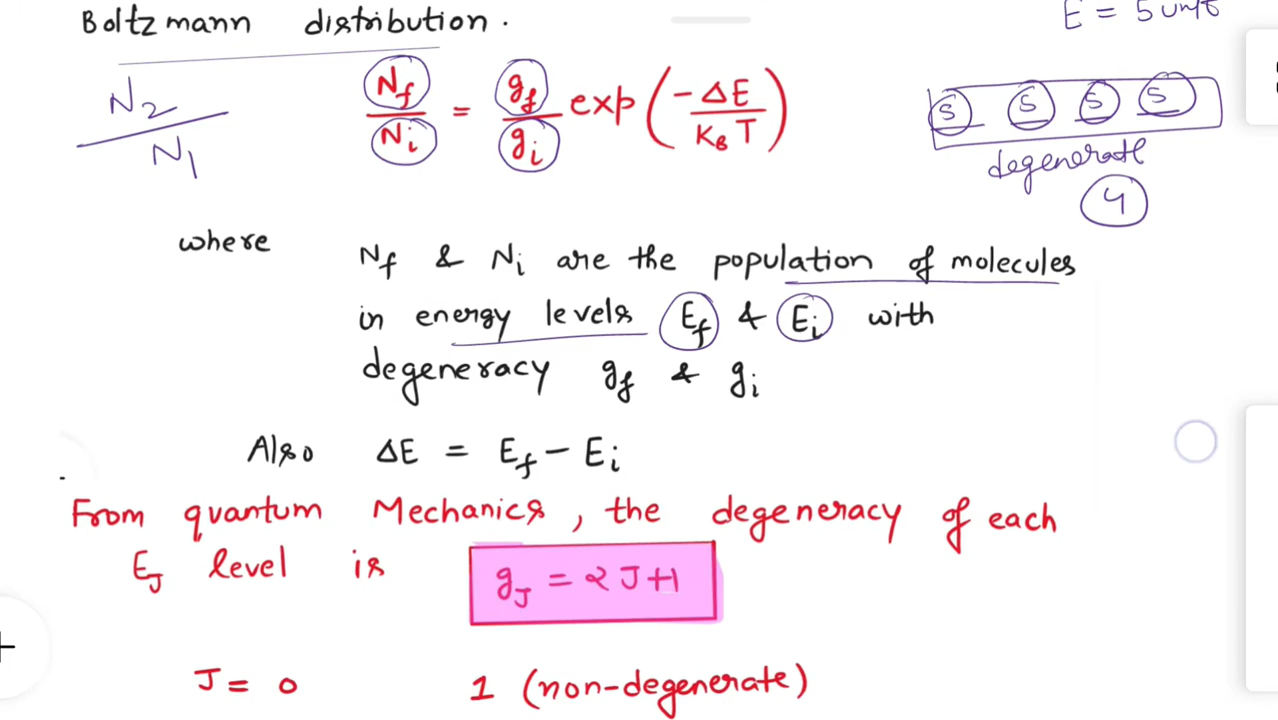 Boltzmann distribution.
E = 5 units
N2/N1
Nf/Ni = gf/gi exp(-ΔE/KB T)
5 5 5 5
degenerate
4
where Nf & Ni are the population of molecules
in energy levels Ef & Ei with
degeneracy gf & gi
Also ΔE = Ef - Ei
From quantum Mechanics, the degeneracy of each
EJ level is gJ = 2J+1
J = 0 1 (non-degenerate)